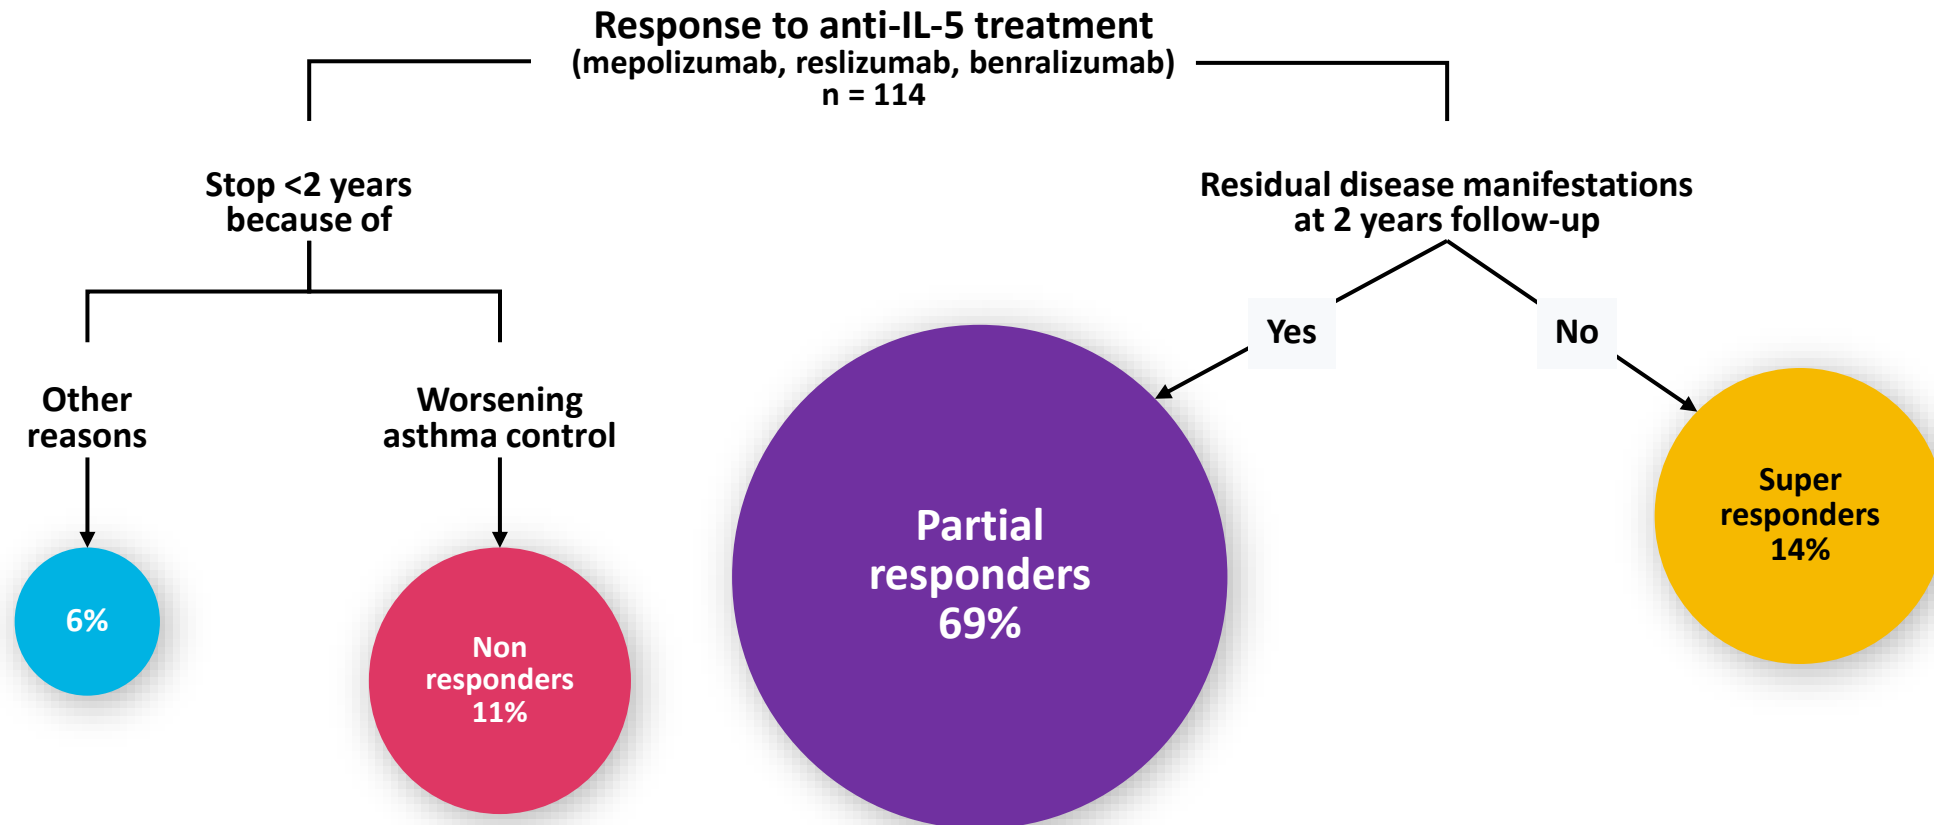 Response to anti-IL-5 treatment
(mepolizumab, reslizumab, benralizumab)
n = 114
Stop <2 years
because of
Residual disease manifestations
at 2 years follow-up
Yes
No
Other
reasons
Worsening
asthma control
6%
Non
responders
11%
Partial
responders
69%
Super
responders
14%